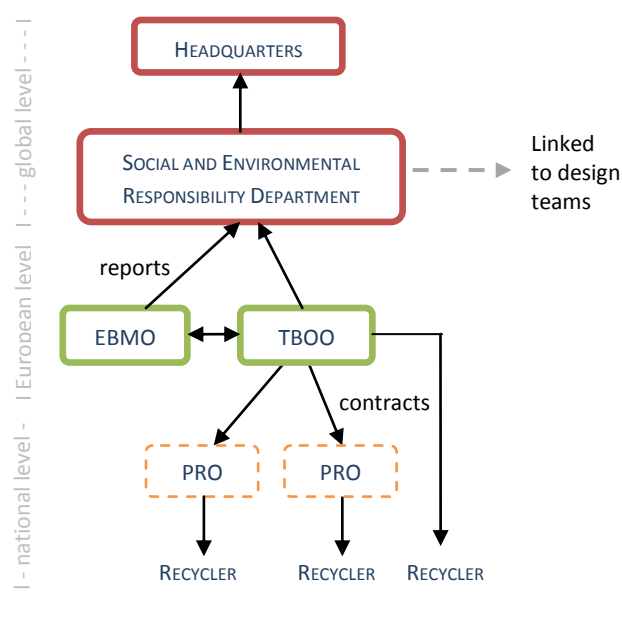 HEADQUARTERS
SOCIAL AND ENVIRONMENTAL
RESPONSIBILITY DEPARTMENT
Linked
to design
teams
reports
EBMO
TBOO
contracts
PRO
PRO
RECYCLER
RECYCLER
RECYCLER
I - - - global level - - - I
I European level
I - national level -